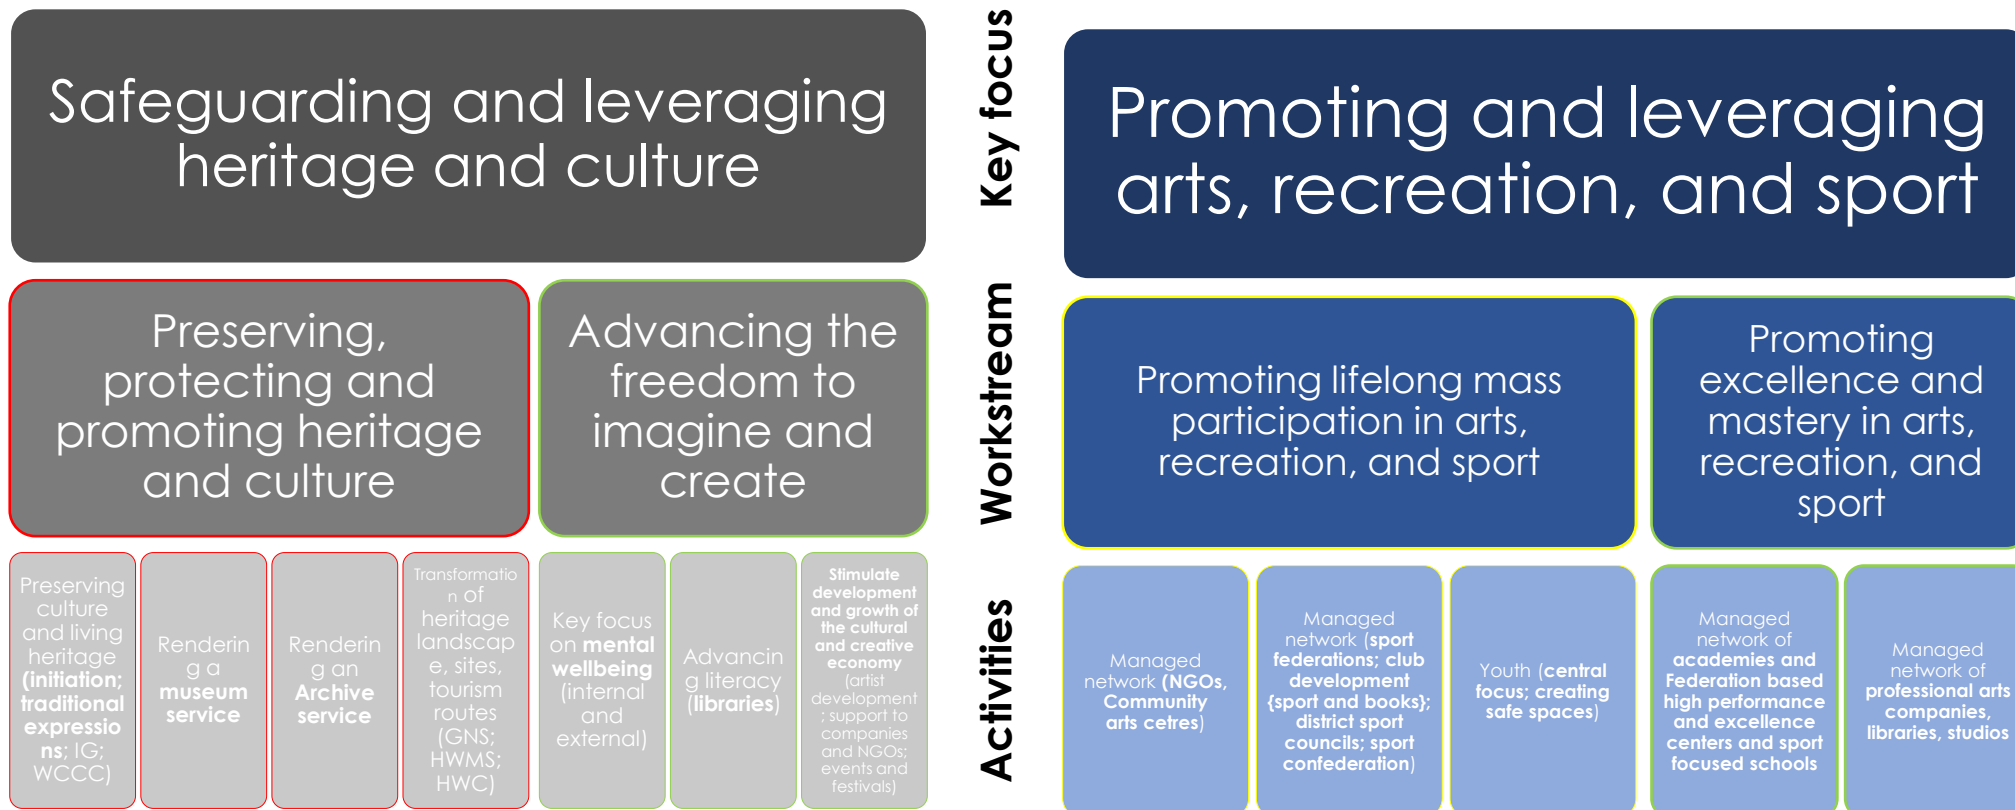 Safeguarding and leveraging
heritage and culture
Preserving,
protecting and
promoting heritage
and culture
Advancing the
freedom to
imagine and
create
Preserving
culture
and living
heritage
(initiation;
traditional
expressio
ns; IG;
WCCC)
Renderin
g a
museum
service
Renderin
g an
Archive
service
Transformatio
n of
heritage
landscap
e, sites,
tourism
routes
(GNS;
HWMS;
HWC)
Key focus
on mental
wellbeing
(internal
and
external)
Advancin
g literacy
(libraries)
Stimulate
development
and growth of
the cultural
and creative
economy
(artist
development
; support to
companies
and NGOs;
events and
festivals)
Key focus
Workstream
Activities
Promoting and leveraging
arts, recreation, and sport
Promoting lifelong mass
participation in arts,
recreation, and sport
Promoting
excellence and
mastery in arts,
recreation, and
sport
Managed
network (NGOs,
Community
arts cetres)
Managed
network (sport
federations; club
development
{sport and books};
district sport
councils; sport
confederation)
Youth (central
focus; creating
safe spaces)
Managed
network of
academies and
Federation based
high performance
and excellence
centers and sport
focused schools
Managed
network of
professional arts
companies,
libraries, studios